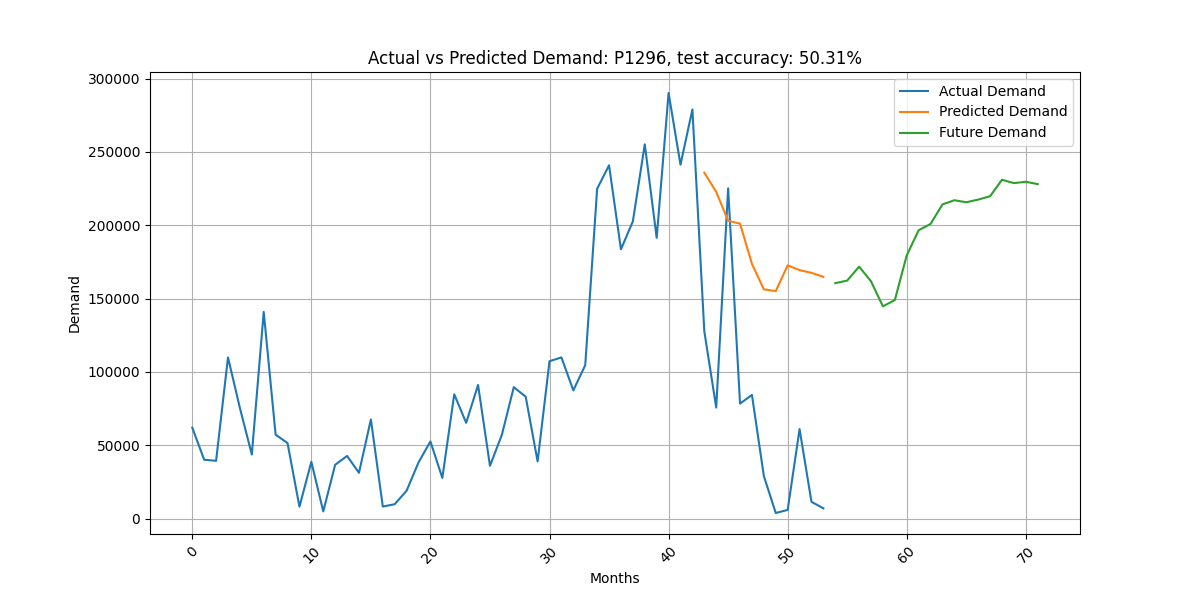 Actual vs Predicted Demand: P1296, test accuracy: 50.31%
300000
250000
200000
150000
100000
50000
0
Demand
Actual Demand
Predicted Demand
Future Demand
0
10
20
30
40
50
60
70
Months